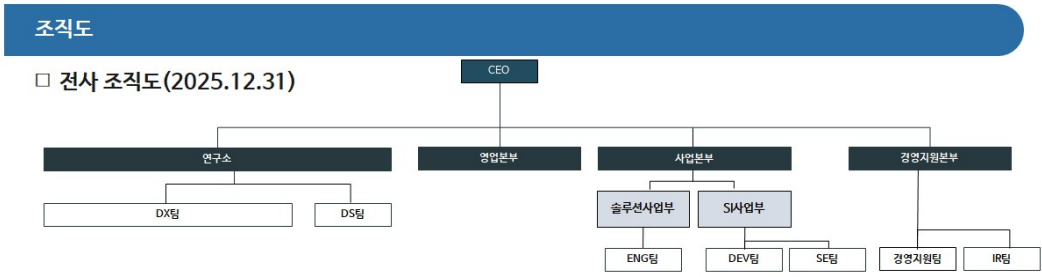 조직도
□ 전사 조직도(2025.12.31)
CEO
연구소
영업본부
사업본부
경영지원본부
솔루션사업부
SI사업부
DX팀
DS팀
ENG팀
DEV팀
SE팀
경영지원팀
IR팀